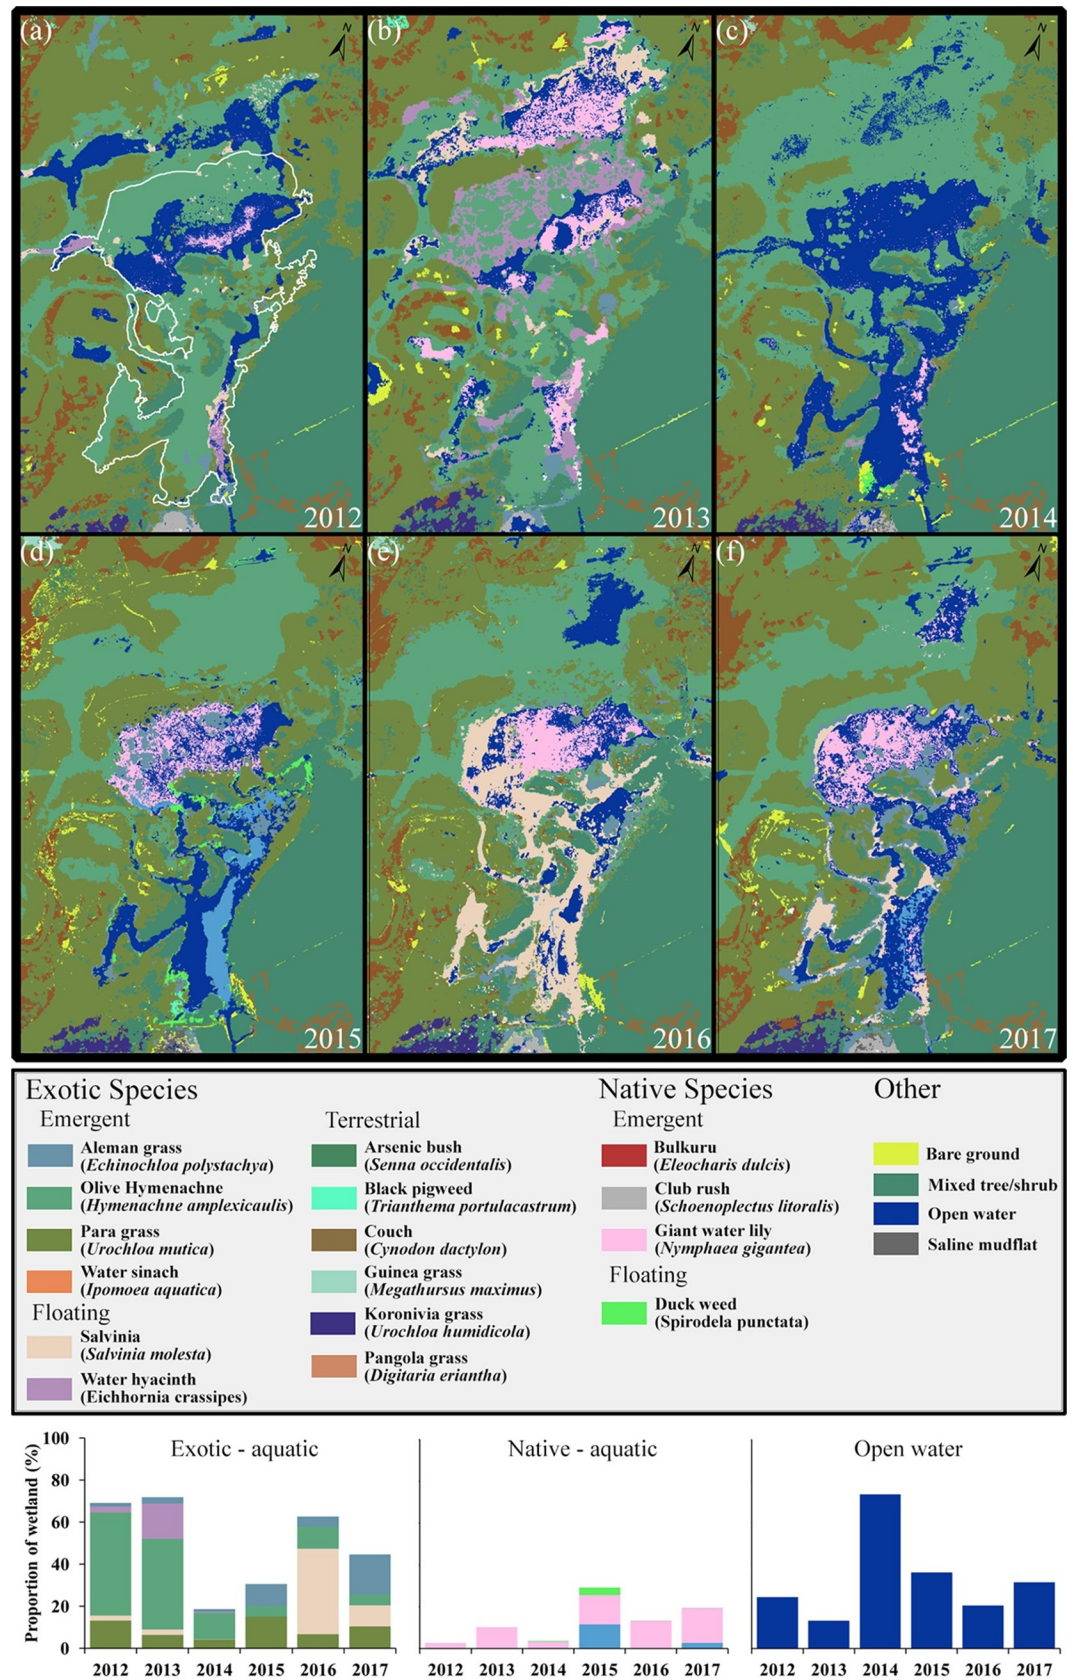 (a)
N
2012
(b)
N
2013
(c)
N
2014
(d)
N
2015
(e)
N
2016
(f)
N
2017
Exotic Species
Emergent
Aleman grass
(Echinochloa polystachya)
Olive Hymenachne
(Hymenachne amplexicaulis)
Para grass
(Urochloa mutica)
Water sinach
(Ipomoea aquatica)
Floating
Salvinia
(Salvinia molesta)
Water hyacinth
(Eichhornia crassipes)
Terrestrial
Arsenic bush
(Senna occidentalis)
Black pigweed
(Trianthema portulacastrum)
Couch
(Cynodon dactylon)
Guinea grass
(Megathursus maximus)
Koronivia grass
(Urochloa humidicola)
Pangola grass
(Digitaria eriantha)
Native Species
Emergent
Bulkuru
(Eleocharis dulcis)
Club rush
(Schoenoplectus litoralis)
Giant water lily
(Nymphaea gigantea)
Floating
Duck weed
(Spirodela punctata)
Other
Bare ground
Mixed tree/shrub
Open water
Saline mudflat
Proportion of wetland (%)
100
80
60
40
20
0
Exotic - aquatic
2012 2013 2014 2015 2016 2017
Native - aquatic
2012 2013 2014 2015 2016 2017
Open water
2012 2013 2014 2015 2016 2017